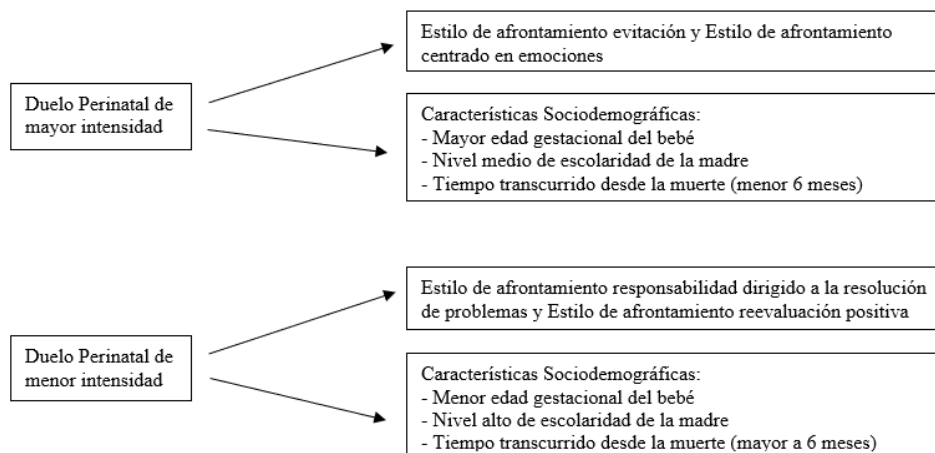 Estilo de afrontamiento evitación y Estilo de afrontamiento
centrado en emociones
Duelo Perinatal de
mayor intensidad
Características Sociodemográficas:
- Mayor edad gestacional del bebé
- Nivel medio de escolaridad de la madre
- Tiempo transcurrido desde la muerte (menor 6 meses)
Estilo de afrontamiento responsabilidad dirigido a la resolución
de problemas y Estilo de afrontamiento reevaluación positiva
Duelo Perinatal de
menor intensidad
Características Sociodemográficas:
- Menor edad gestacional del bebé
- Nivel alto de escolaridad de la madre
- Tiempo transcurrido desde la muerte (mayor a 6 meses)